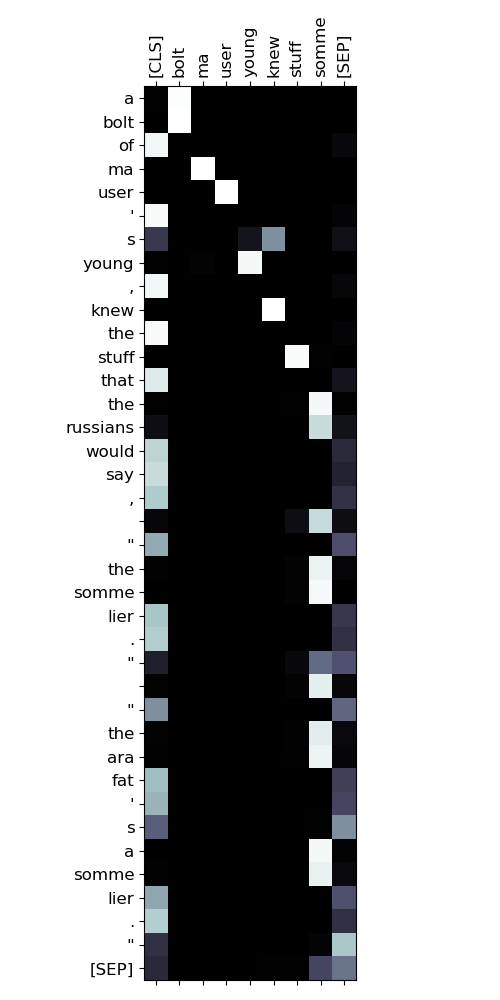 [CLS]
bolt
ma
user
young
knew
stuff
somme
[SEP]
a
bolt
of
ma
user
'
s
young
,
knew
the
stuff
that
the
russians
would
say
,
"
the
somme
lier
.
"
"
the
ara
fat
'
s
a
somme
lier
.
"
[SEP]